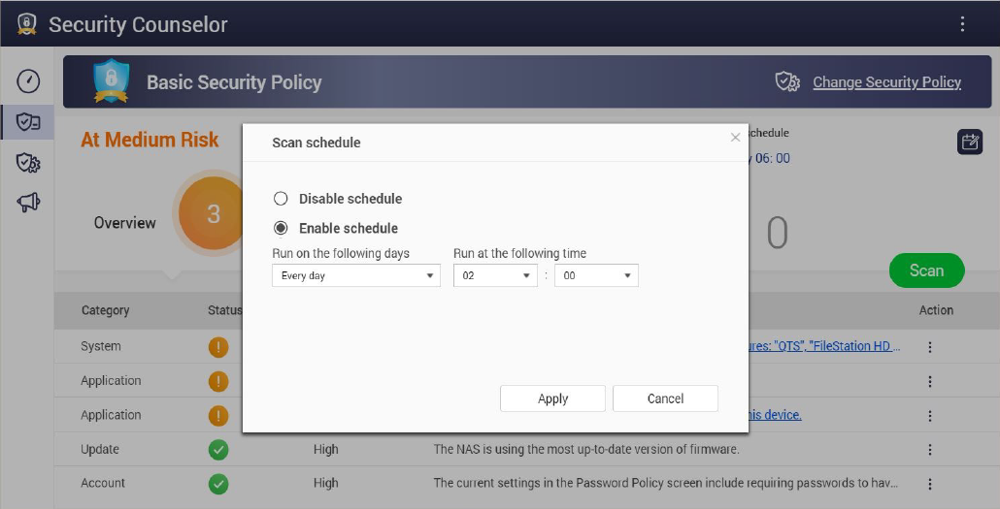 Security Counselor
Basic Security Policy
Change Security Policy
At Medium Risk
schedule
06: 00
Overview
3
0
Scan
Scan schedule
Disable schedule
Enable schedule
Run on the following days
Run at the following time
Every day
02
:
00
Apply
Cancel
Category
Status
Action
System
"QTS", "FileStation HD ...
Application
Application
his device.
Update
High
The NAS is using the most up-to-date version of firmware.
Account
High
The current settings in the Password Policy screen include requiring passwords to hav...